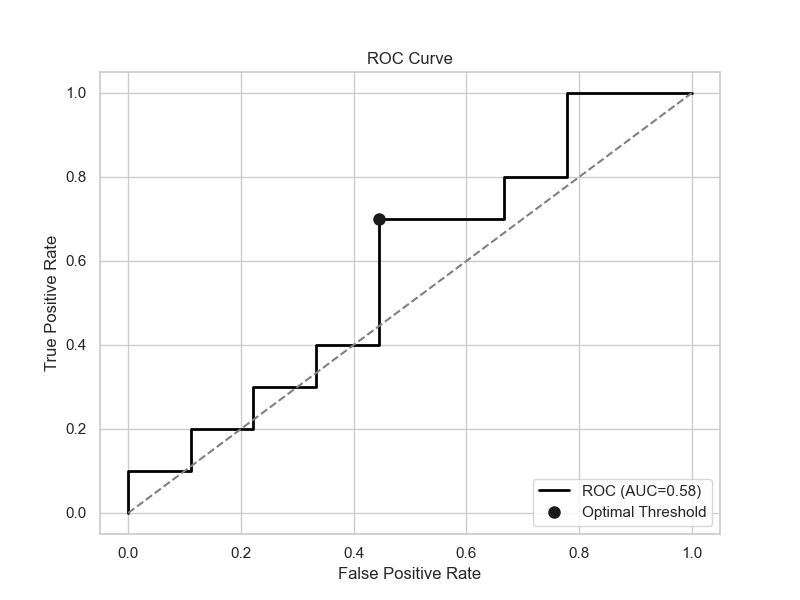 ROC Curve
1.0
0.8
0.6
0.4
0.2
0.0
True Positive Rate
0.0 0.2 0.4 0.6 0.8 1.0
False Positive Rate
ROC (AUC=0.58)
Optimal Threshold